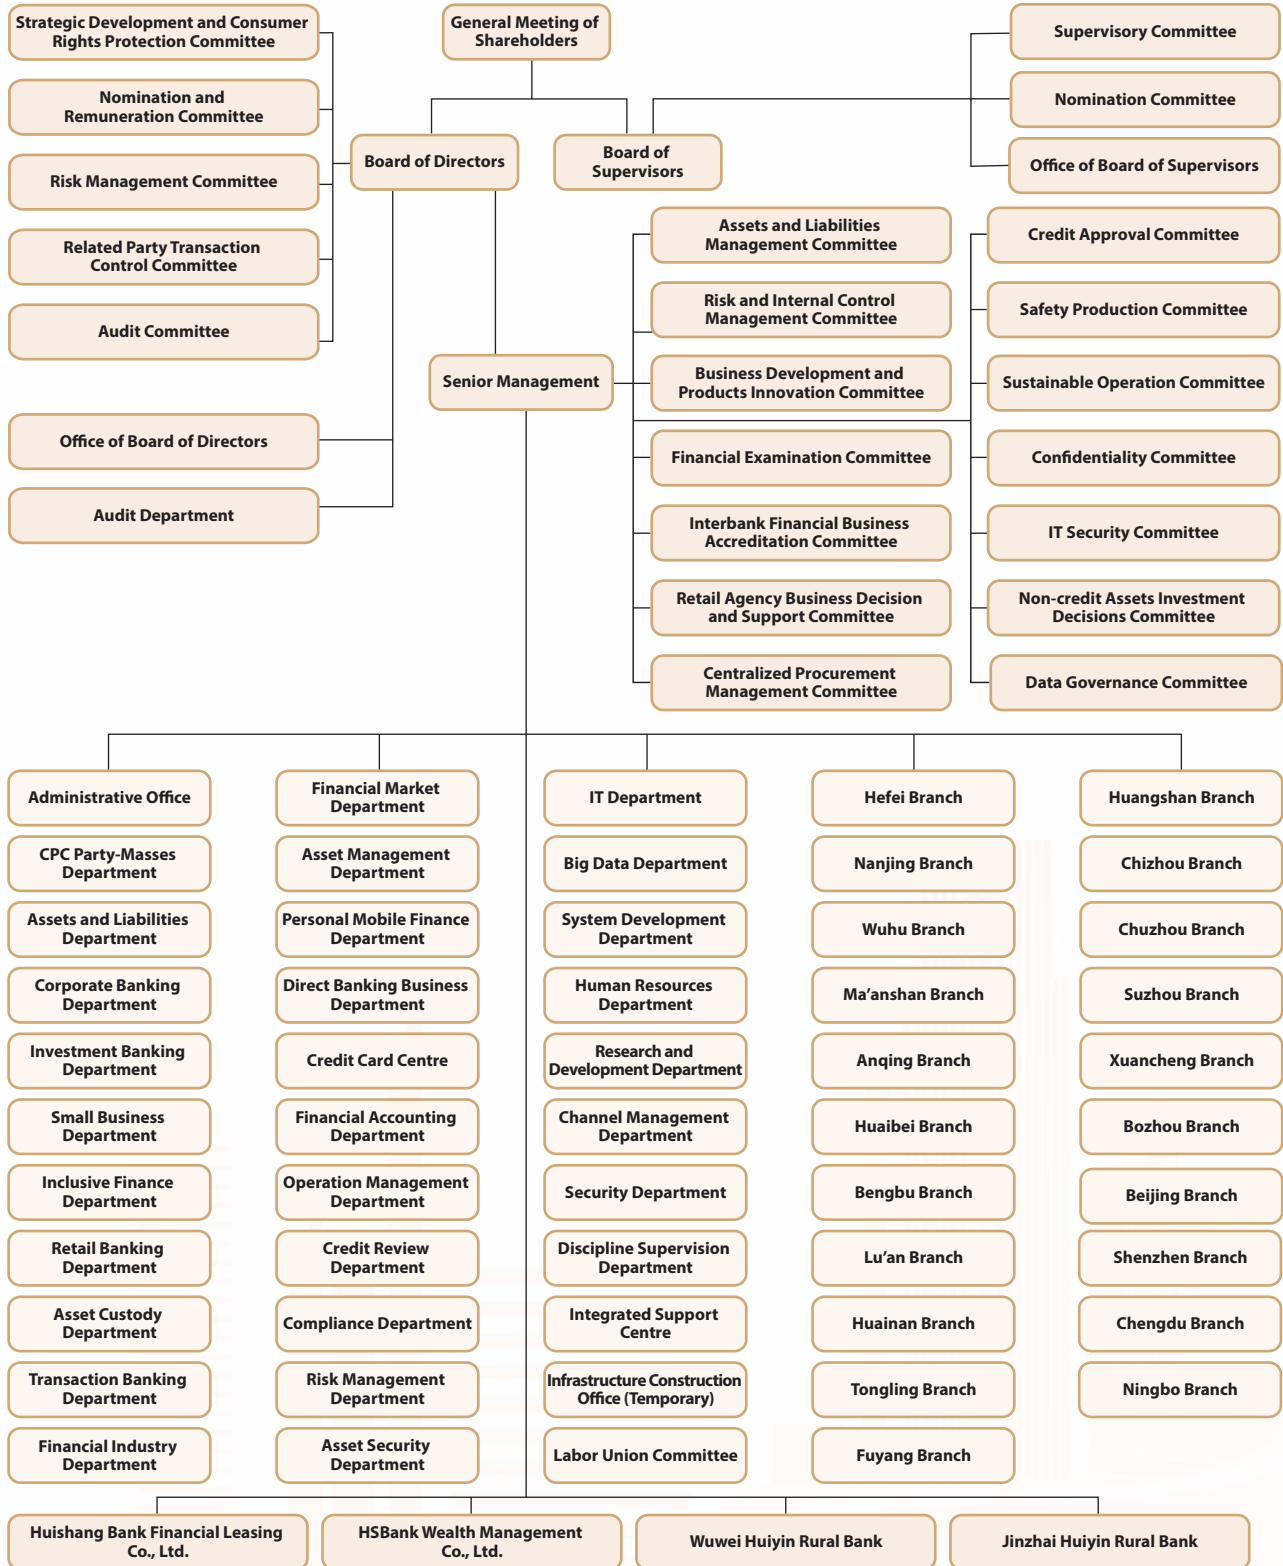 Strategic Development and Consumer
Rights Protection Committee
Nomination and
Remuneration Committee
Risk Management Committee
Related Party Transaction
Control Committee
Audit Committee
Office of Board of Directors
Audit Department
General Meeting of
Shareholders
Board of Directors
Board of
Supervisors
Supervisory Committee
Nomination Committee
Office of Board of Supervisors
Senior Management
Assets and Liabilities
Management Committee
Risk and Internal Control
Management Committee
Business Development and
Products Innovation Committee
Financial Examination Committee
Interbank Financial Business
Accreditation Committee
Retail Agency Business Decision
and Support Committee
Centralized Procurement
Management Committee
Credit Approval Committee
Safety Production Committee
Sustainable Operation Committee
Confidentiality Committee
IT Security Committee
Non-credit Assets Investment
Decisions Committee
Data Governance Committee
Administrative Office
CPC Party-Masses
Department
Assets and Liabilities
Department
Corporate Banking
Department
Investment Banking
Department
Small Business
Department
Inclusive Finance
Department
Retail Banking
Department
Asset Custody
Department
Transaction Banking
Department
Financial Industry
Department
Financial Market
Department
Asset Management
Department
Personal Mobile Finance
Department
Direct Banking Business
Department
Credit Card Centre
Financial Accounting
Department
Operation Management
Department
Credit Review
Department
Compliance Department
Risk Management
Department
Asset Security
Department
IT Department
Big Data Department
System Development
Department
Human Resources
Department
Research and
Development Department
Channel Management
Department
Security Department
Discipline Supervision
Department
Integrated Support
Centre
Infrastructure Construction
Office (Temporary)
Labor Union Committee
Hefei Branch
Nanjing Branch
Wuhu Branch
Ma’anshan Branch
Anqing Branch
Huaibei Branch
Bengbu Branch
Lu’an Branch
Huainan Branch
Tongling Branch
Fuyang Branch
Huangshan Branch
Chizhou Branch
Chuzhou Branch
Suzhou Branch
Xuancheng Branch
Bozhou Branch
Beijing Branch
Shenzhen Branch
Chengdu Branch
Ningbo Branch
Huishang Bank Financial Leasing
Co., Ltd.
HSBank Wealth Management
Co., Ltd.
Wuwei Huiyin Rural Bank
Jinzhai Huiyin Rural Bank